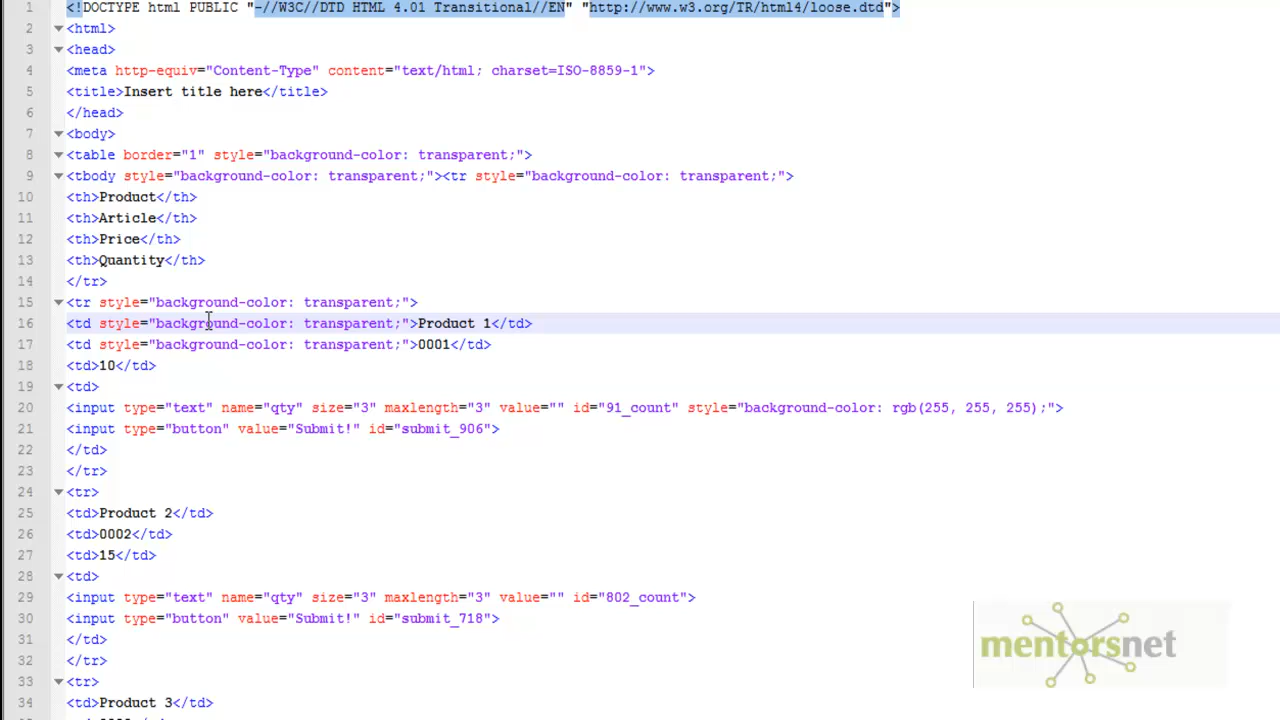 1 <!DOCTYPE html PUBLIC "-//W3C//DTD HTML 4.01 Transitional//EN" "http://www.w3.org/TR/html4/loose.dtd">
2 <html>
3 <head>
4 <meta http-equiv="Content-Type" content="text/html; charset=ISO-8859-1">
5 <title>Insert title here</title>
6 </head>
7 <body>
8 <table border="1" style="background-color: transparent;">
9 <tbody style="background-color: transparent;"><tr style="background-color: transparent;">
10 <th>Product</th>
11 <th>Article</th>
12 <th>Price</th>
13 <th>Quantity</th>
14 </tr>
15 <tr style="background-color: transparent;">
16 <td style="background-color: transparent;">Product 1</td>
17 <td style="background-color: transparent;">0001</td>
18 <td>10</td>
19 <td>
20 <input type="text" name="qty" size="3" maxlength="3" value="" id="91_count" style="background-color: rgb(255, 255, 255);">
21 <input type="button" value="Submit!" id="submit_906">
22 </td>
23 </tr>
24 <tr>
25 <td>Product 2</td>
26 <td>0002</td>
27 <td>15</td>
28 <td>
29 <input type="text" name="qty" size="3" maxlength="3" value="" id="802_count">
30 <input type="button" value="Submit!" id="submit_718">
31 </td>
32 </tr>
33 <tr>
34 <td>Product 3</td>
mentorsnet